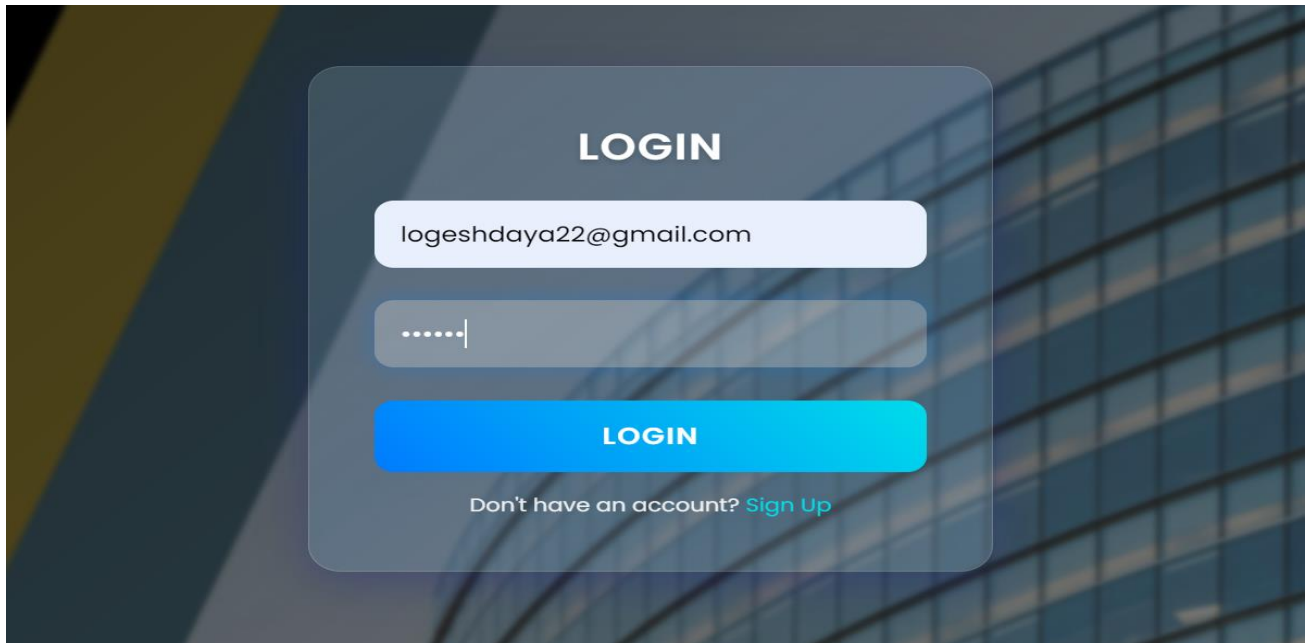 LOGIN
logeshdaya22@gmail.com
••••••
LOGIN
Don't have an account? Sign Up